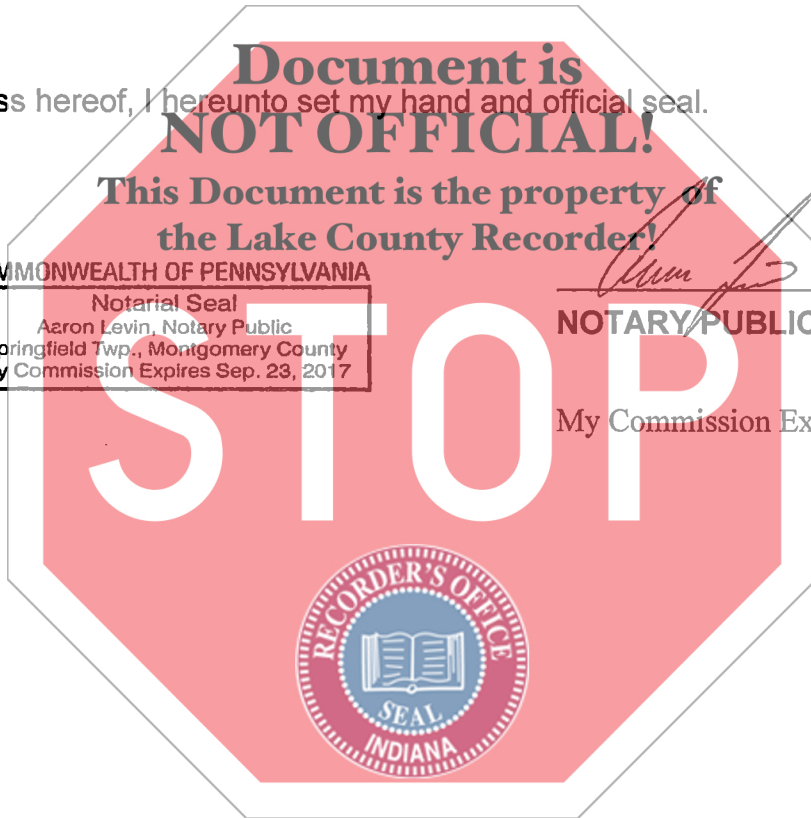 Document is
ss hereof, I hereunto set my hand and official seal.
NOT OFFICIAL!
This Document is the property of
the Lake County Recorder!
MMONWEALTH OF PENNSYLVANIA
Notarial Seal
Aaron Levin, Notary Public
pringfield Twp., Montgomery County
y Commission Expires Sep. 23, 2017
NOTARY PUBLIC
STOP
My Commission Ex
RECORDER'S OFFICE
SEAL
INDIANA